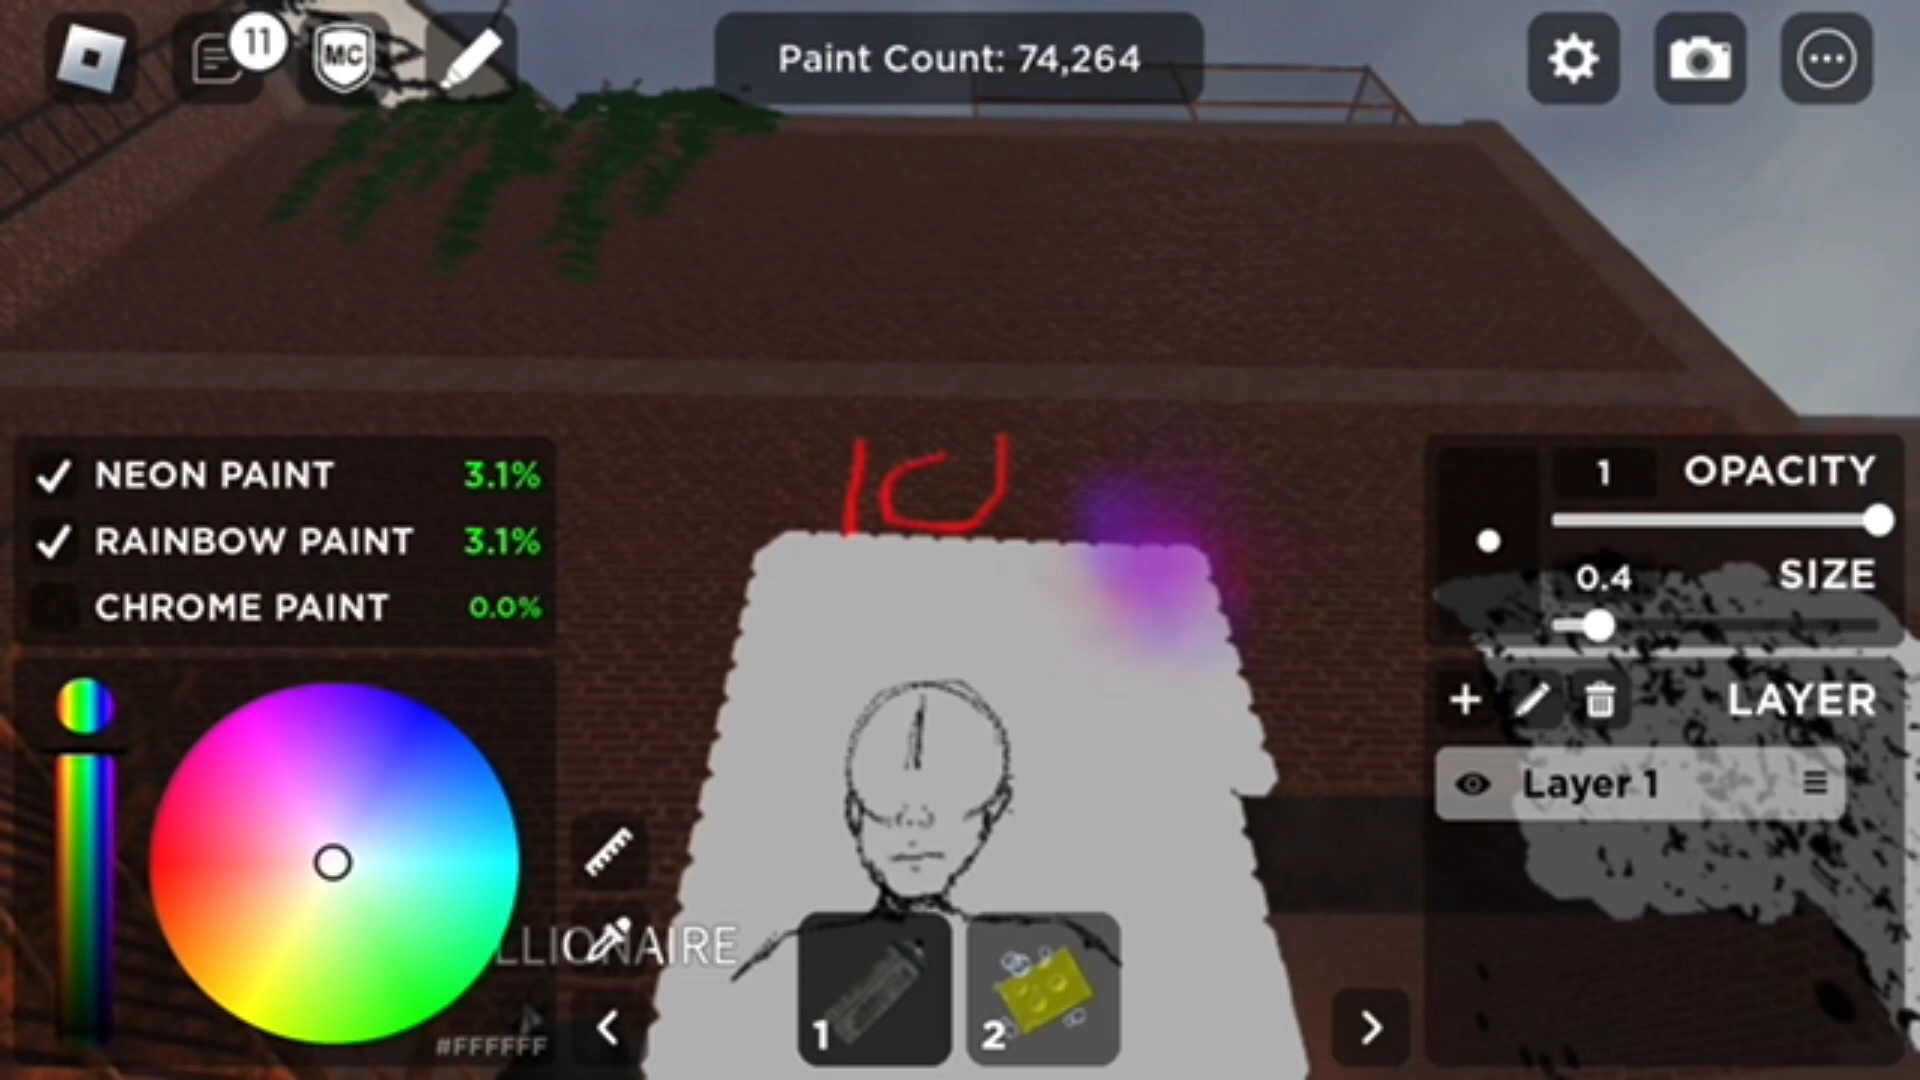 11
MC
Paint Count: 74,264
NEON PAINT 3.1%
RAINBOW PAINT 3.1%
CHROME PAINT 0.0%
1 OPACITY
0.4 SIZE
LAYER
Layer 1
LLIONAIRE
#FFFFFF
1
2